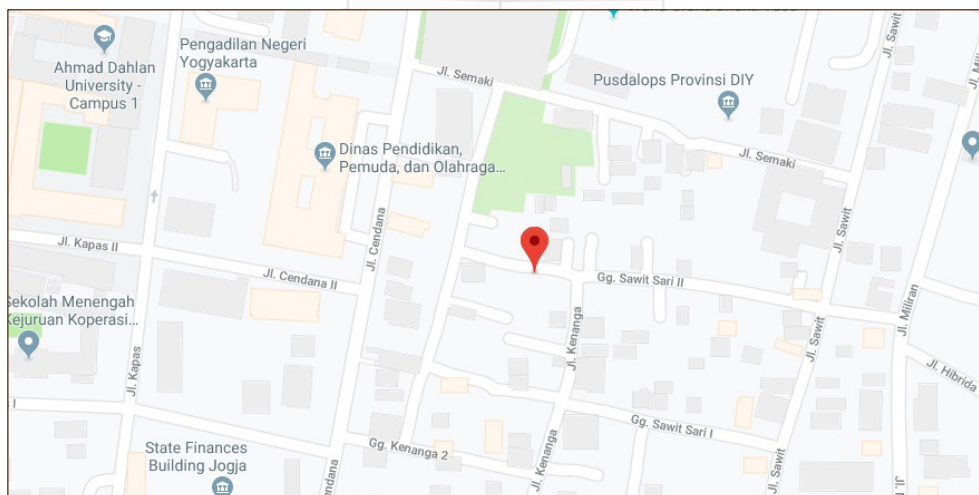 Jl. Sawit
Ahmad Dahlan
University -
Campus 1
Pengadilan Negeri
Yogyakarta
Jl. Semaki
Pusdalops Provinsi DIY
Dinas Pendidikan,
Pemuda, dan Olahraga...
Jl. Semaki
Jl. Cendana
Jl. Sawit
Jl. Kapas II
Jl. Cendana II
Gg. Sawit Sari II
Jl. Miliran
Sekolah Menengah
Kejuruan Koperasi...
Jl. Kapas
Jl. Kenanga
Jl. Sawit
Jl. Hibrida
Gg. Sawit Sari I
Gg. Kenanga 2
Jl. Kenanga
State Finances
Building Jogja